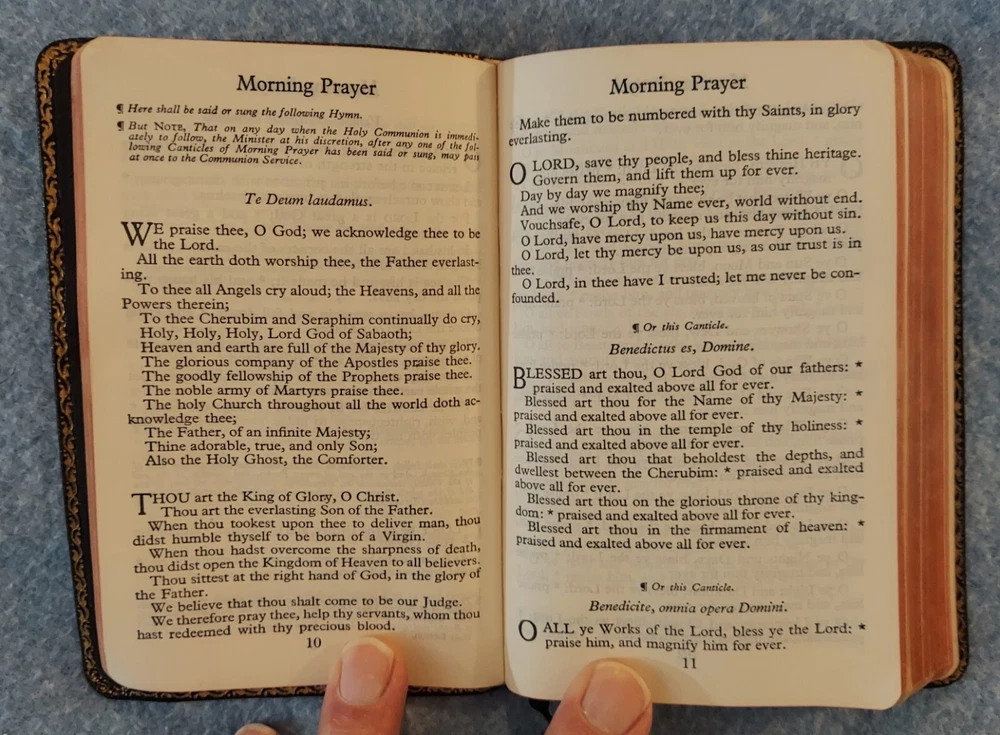 Morning Prayer
¶ Here shall be said or sung the following Hymn.
¶ But NOTE, That on any day when the Holy Communion is immedi-
ately to follow, the Minister at his discretion, after any one of the fol-
lowing Canticles of Morning Prayer has been said or sung, may pass
at once to the Communion Service.
Te Deum laudamus.
WE praise thee, O God; we acknowledge thee to be
the Lord.
All the earth doth worship thee, the Father everlast-
ing.
To thee all Angels cry aloud; the Heavens, and all the
Powers therein;
To thee Cherubim and Seraphim continually do cry,
Holy, Holy, Holy, Lord God of Sabaoth;
Heaven and earth are full of the Majesty of thy glory.
The glorious company of the Apostles praise thee.
The goodly fellowship of the Prophets praise thee.
The noble army of Martyrs praise thee.
The holy Church throughout all the world doth ac-
knowledge thee;
The Father, of an infinite Majesty;
Thine adorable, true, and only Son;
Also the Holy Ghost, the Comforter.
THOU art the King of Glory, O Christ.
Thou art the everlasting Son of the Father.
When thou tookest upon thee to deliver man, thou
didst humble thyself to be born of a Virgin.
When thou hadst overcome the sharpness of death,
thou didst open the Kingdom of Heaven to all believers.
Thou sittest at the right hand of God, in the glory of
the Father.
We believe that thou shalt come to be our Judge.
We therefore pray thee, help thy servants, whom thou
hast redeemed with thy precious blood.
10
Morning Prayer
Make them to be numbered with thy Saints, in glory
everlasting.
O LORD, save thy people, and bless thine heritage.
Govern them, and lift them up for ever.
Day by day we magnify thee;
And we worship thy Name ever, world without end.
Vouchsafe, O Lord, to keep us this day without sin.
O Lord, have mercy upon us, have mercy upon us.
O Lord, let thy mercy be upon us, as our trust is in
thee.
O Lord, in thee have I trusted; let me never be con-
founded.
¶ Or this Canticle.
Benedictus es, Domine.
BLESSED art thou, O Lord God of our fathers: *
praised and exalted above all for ever.
Blessed art thou for the Name of thy Majesty: *
praised and exalted above all for ever.
Blessed art thou in the temple of thy holiness: *
praised and exalted above all for ever.
Blessed art thou that beholdest the depths, and
dwellest between the Cherubim: * praised and exalted
above all for ever.
Blessed art thou on the glorious throne of thy king-
dom: * praised and exalted above all for ever.
Blessed art thou in the firmament of heaven: *
praised and exalted above all for ever.
¶ Or this Canticle.
Benedicite, omnia opera Domini.
O ALL ye Works of the Lord, bless ye the Lord: *
praise him, and magnify him for ever.
11